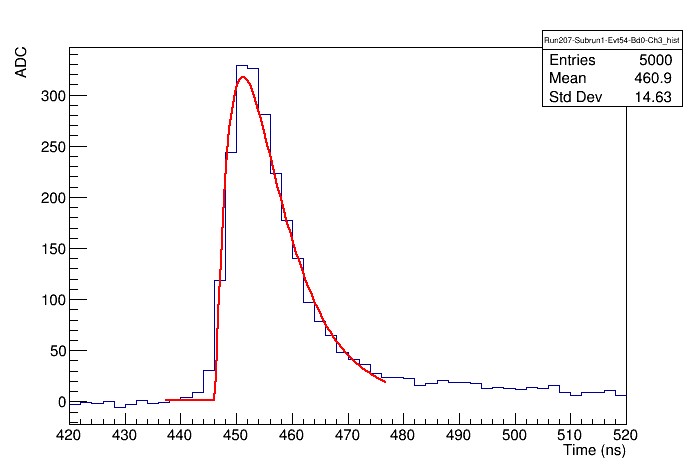 Run207-Subrun1-Evt54-Bd0-Ch3_hist
Entries 5000
Mean 460.9
Std Dev 14.63
ADC
300
250
200
150
100
50
0
420 430 440 450 460 470 480 490 500 510 520
Time (ns)